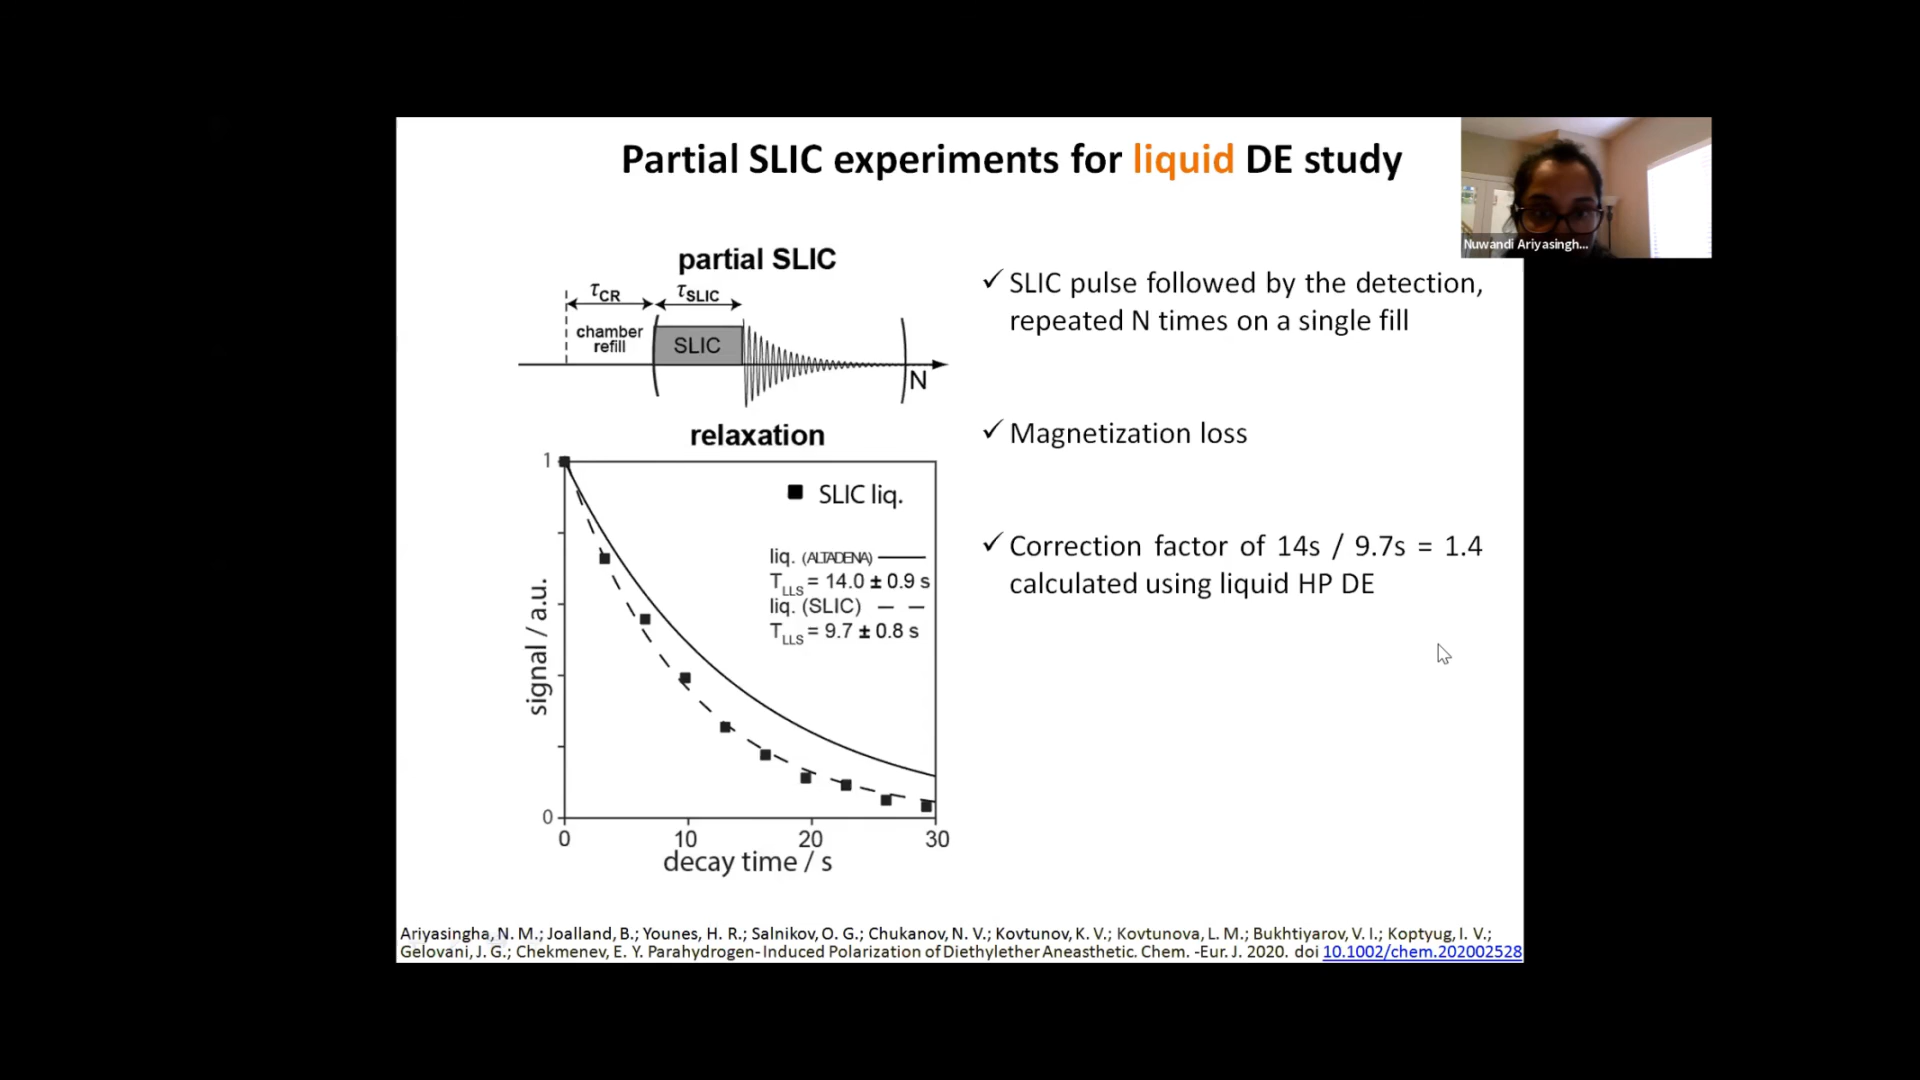 Partial SLIC experiments for liquid DE study
Nuwandi Ariyasingh...
partial SLIC
τCR
τSLIC
chamber
refill
SLIC
N
relaxation
1
SLIC liq.
liq. (ALTADENA)
TLLS = 14.0 ± 0.9 s
liq. (SLIC)
TLLS = 9.7 ± 0.8 s
signal / a.u.
0
0 10 20 30
decay time / s
✓ SLIC pulse followed by the detection,
repeated N times on a single fill
✓ Magnetization loss
✓ Correction factor of 14s / 9.7s = 1.4
calculated using liquid HP DE
Ariyasingha, N. M.; Joalland, B.; Younes, H. R.; Salnikov, O. G.; Chukanov, N. V.; Kovtunov, K. V.; Kovtunova, L. M.; Bukhtiyarov, V. I.; Koptyug, I. V.;
Gelovani, J. G.; Chekmenev, E. Y. Parahydrogen-Induced Polarization of Diethylether Aneasthetic. Chem. -Eur. J. 2020. doi 10.1002/chem.202002528